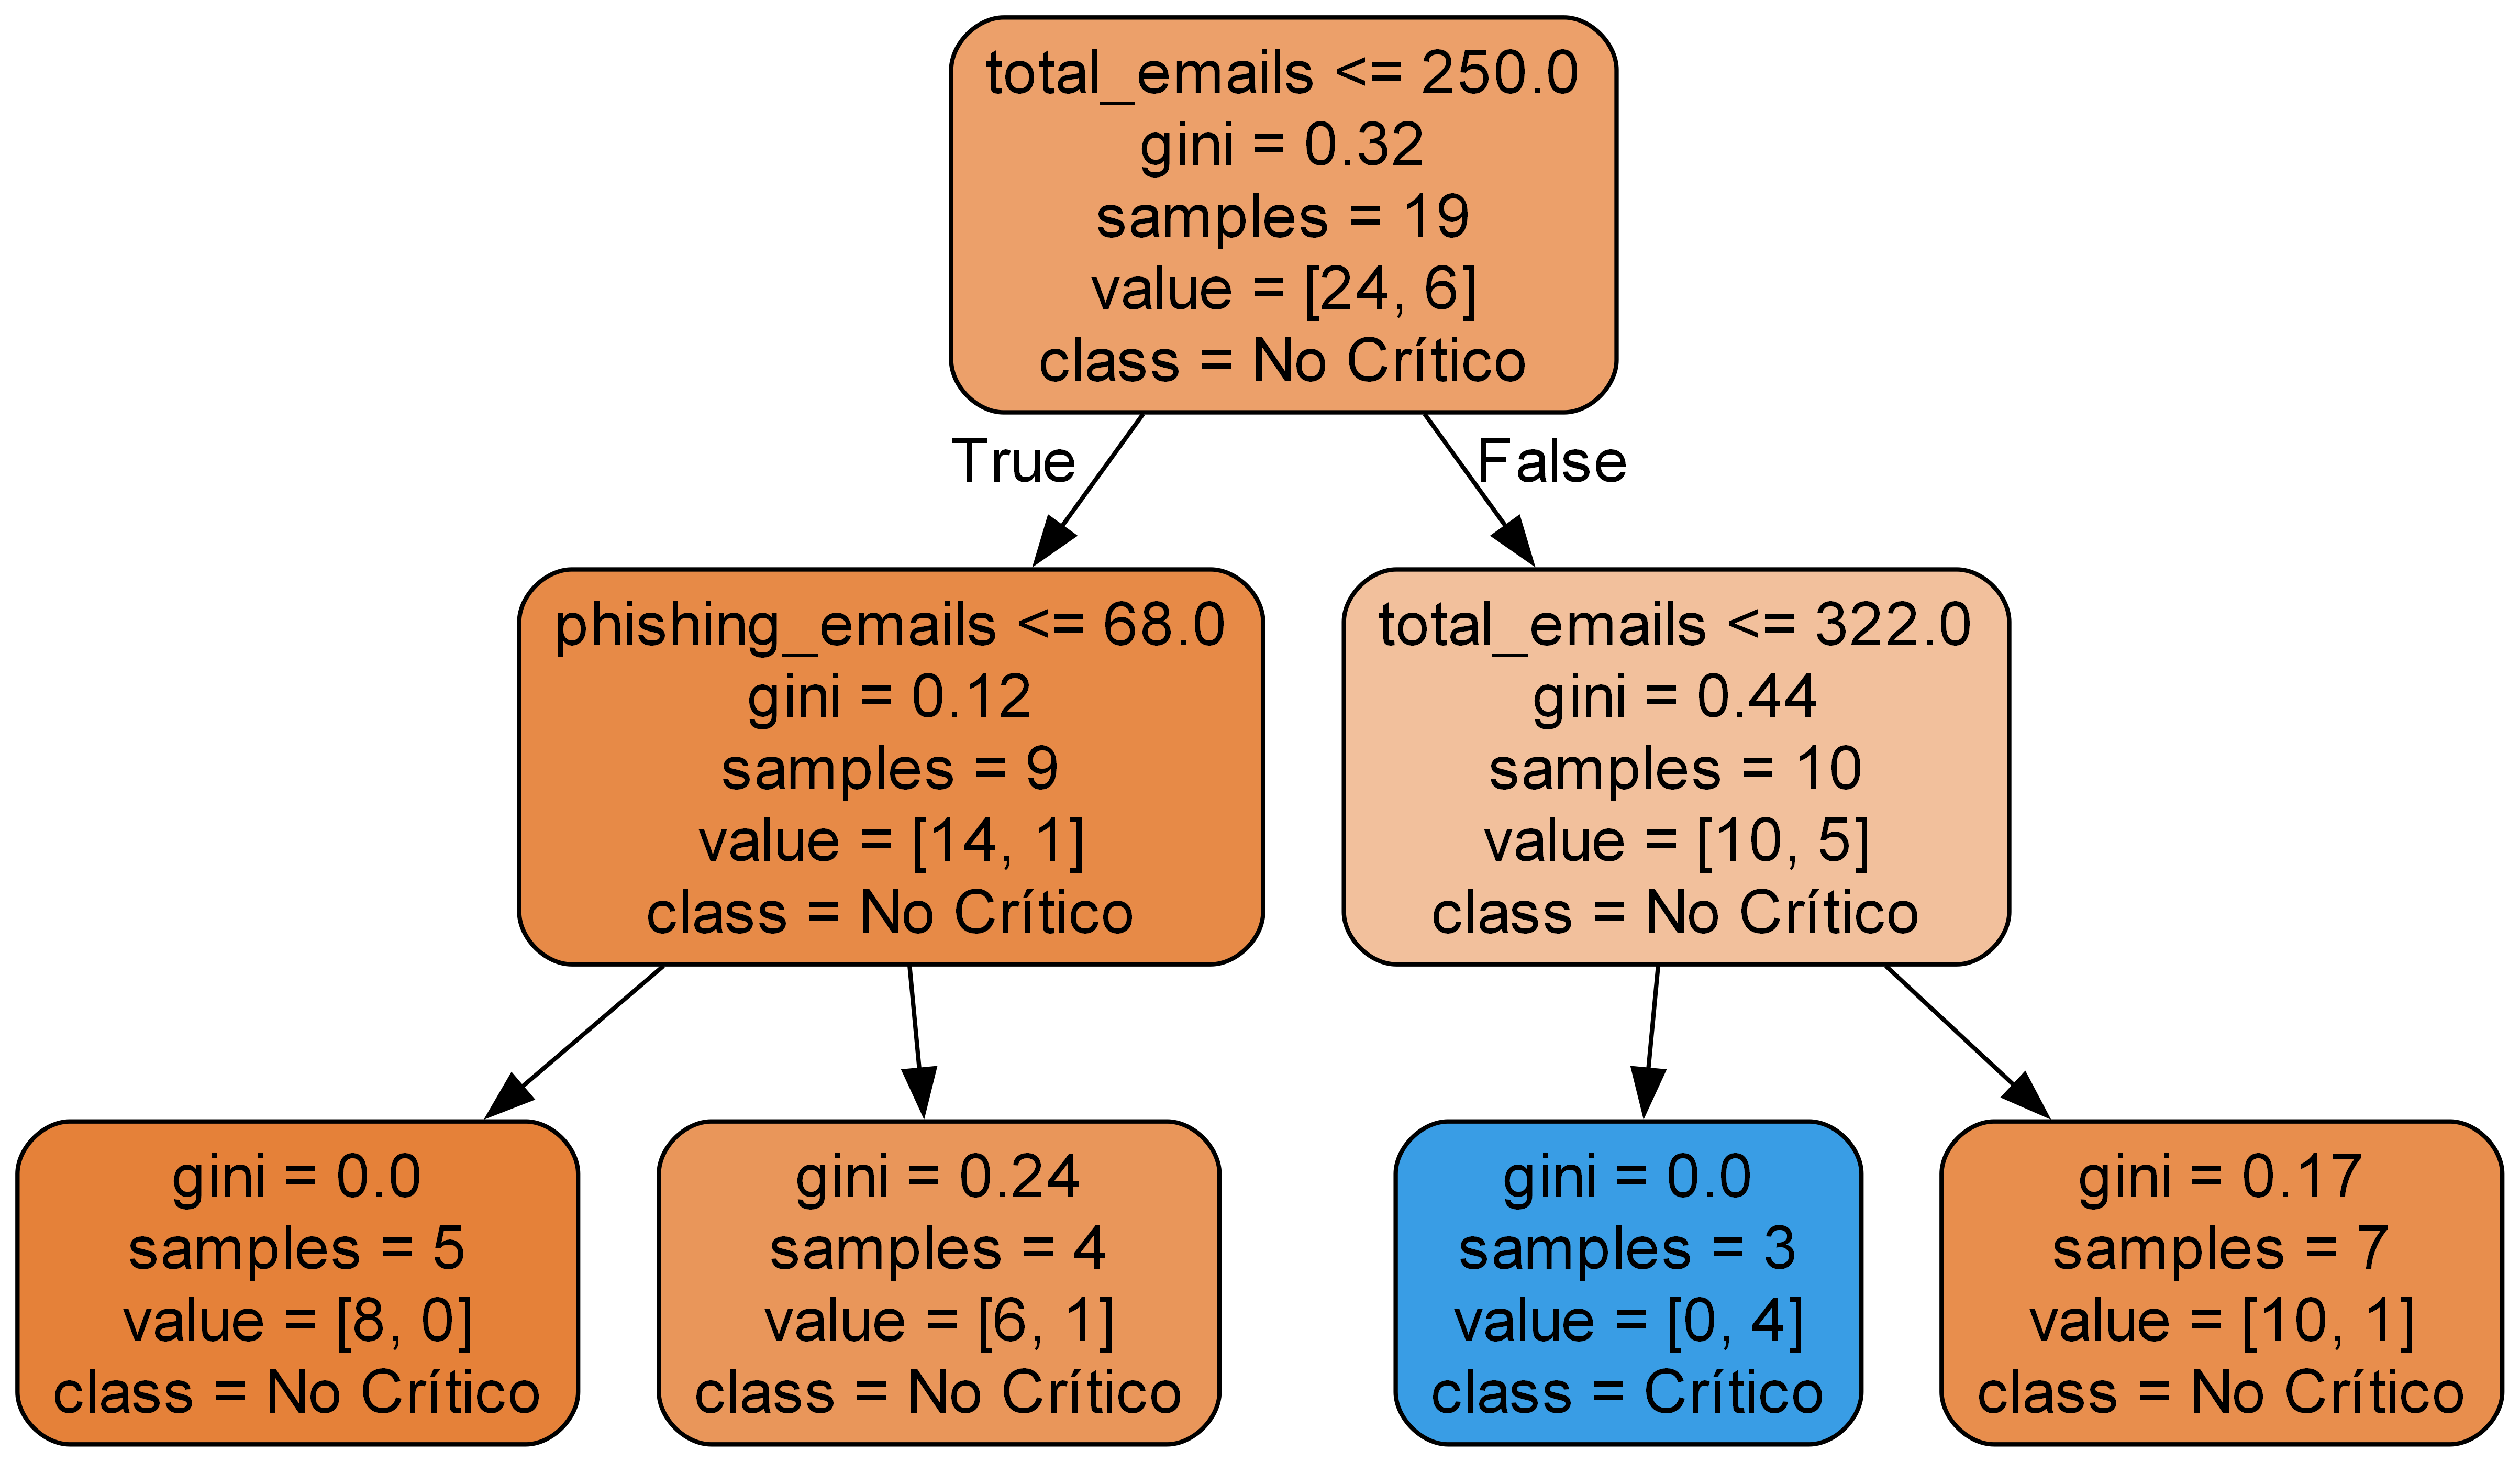 total_emails <= 250.0
gini = 0.32
samples = 19
value = [24, 6]
class = No Crítico
True
False
phishing_emails <= 68.0
gini = 0.12
samples = 9
value = [14, 1]
class = No Crítico
total_emails <= 322.0
gini = 0.44
samples = 10
value = [10, 5]
class = No Crítico
gini = 0.0
samples = 5
value = [8, 0]
class = No Crítico
gini = 0.24
samples = 4
value = [6, 1]
class = No Crítico
gini = 0.0
samples = 3
value = [0, 4]
class = Crítico
gini = 0.17
samples = 7
value = [10, 1]
class = No Crítico